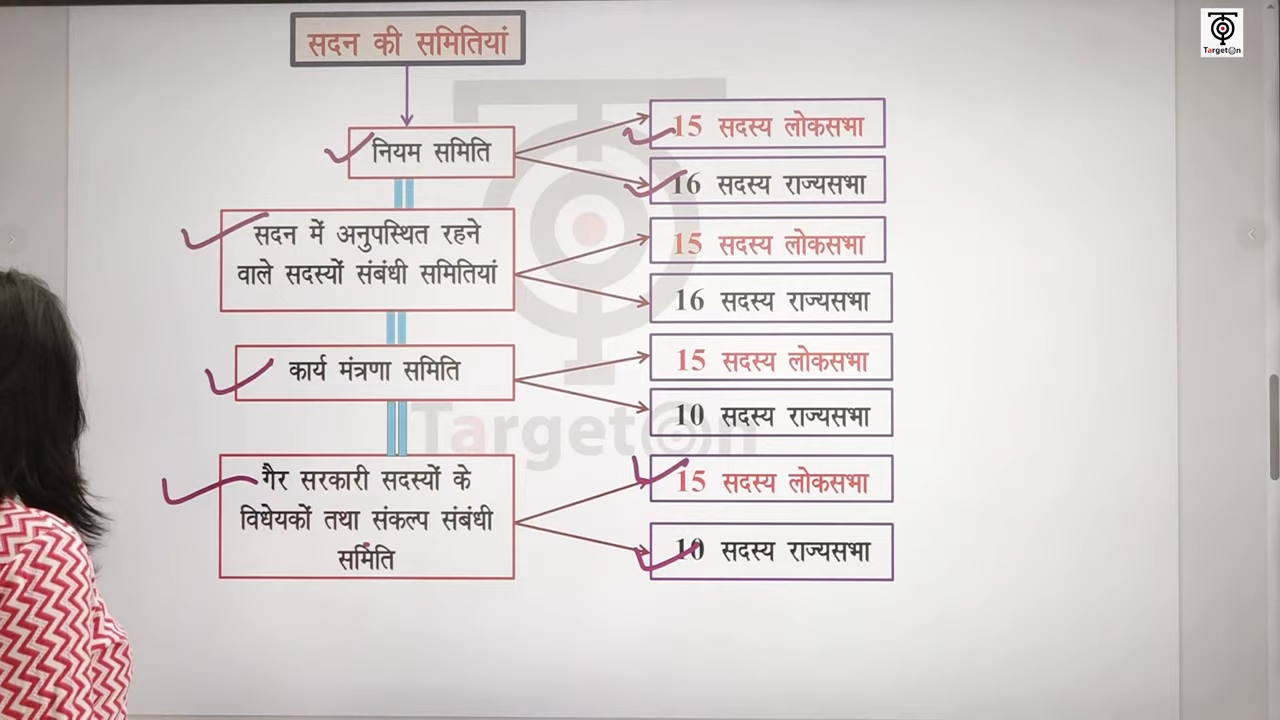 सदन की समितियां
TargetOn
नियम समिति
15 सदस्य लोकसभा
16 सदस्य राज्यसभा
सदन में अनुपस्थित रहने
वाले सदस्यों संबंधी समितियां
15 सदस्य लोकसभा
16 सदस्य राज्यसभा
कार्य मंत्रणा समिति
15 सदस्य लोकसभा
10 सदस्य राज्यसभा
TargetOn
गैर सरकारी सदस्यों के
विधेयकों तथा संकल्प संबंधी
समिति
15 सदस्य लोकसभा
10 सदस्य राज्यसभा